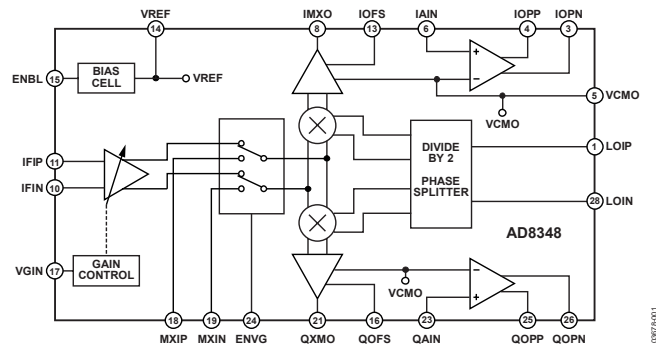 VREF IMXO IOFS IAIN IOPP IOPN
14 8 13 6 4 3
ENBL 15 BIAS CELL VREF
VCMO 5
VCMO
IFIP 11
IFIN 10
DIVIDE BY 2
PHASE SPLITTER
1 LOIP
28 LOIN
AD8348
VGIN 17 GAIN CONTROL
VCMO
18 19 24 21 16 23 25 26
MXIP MXIN ENVG QXMO QOFS QAIN QOPP QOPN
03678-001